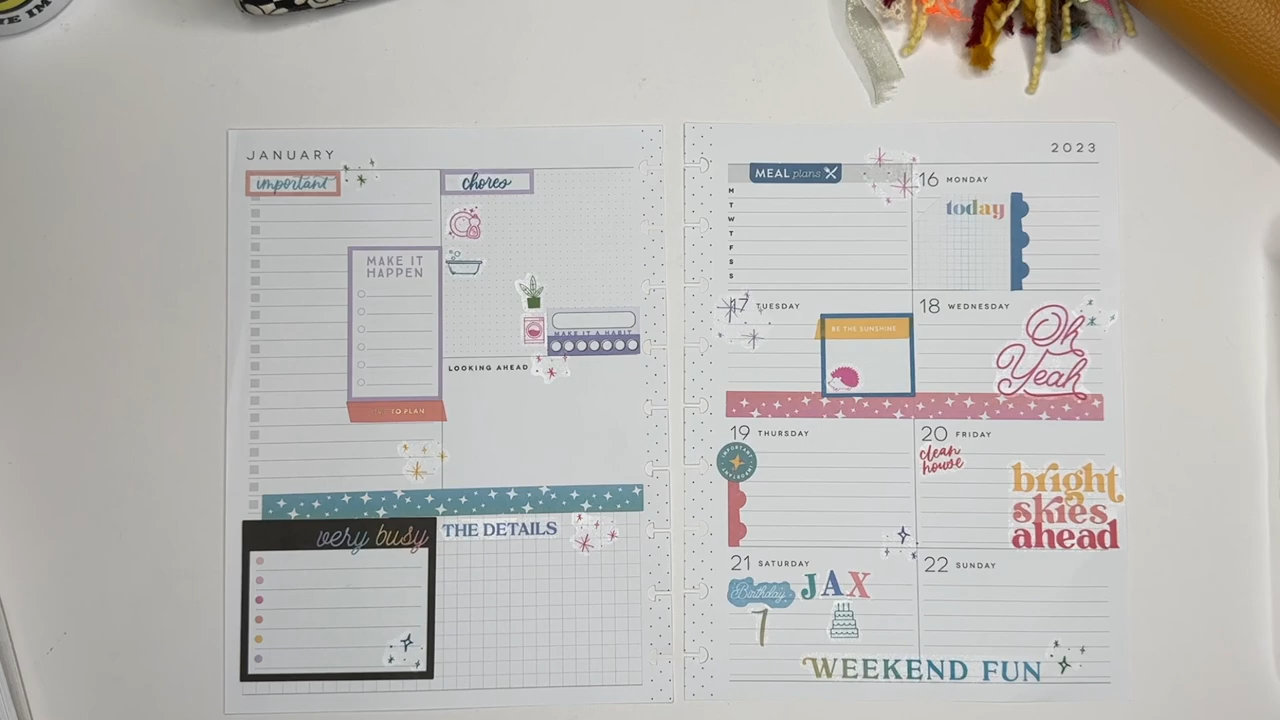 JANUARY
important
chores
MAKE IT
HAPPEN
MAKE IT A HABIT
LOOKING AHEAD
TO PLAN
very busy
THE DETAILS
2023
MEAL plans
M
T
W
T
F
S
S
16 MONDAY
today
17 TUESDAY
BE THE SUNSHINE
18 WEDNESDAY
Oh
Yeah
19 THURSDAY
IMPORTANT
IMPORTANT
20 FRIDAY
clean
house
bright
skies
ahead
21 SATURDAY
Birthday
JAX
7
22 SUNDAY
WEEKEND FUN